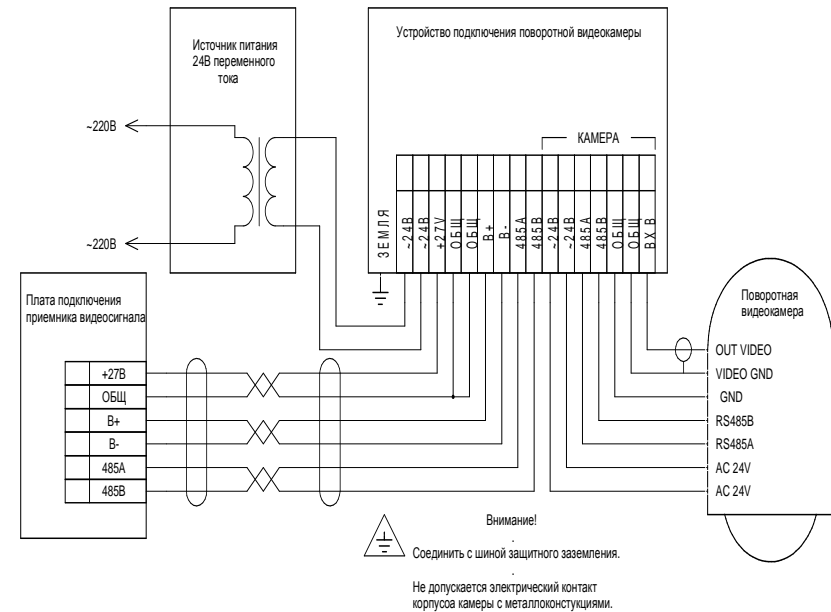 Источник питания
24В переменного
тока
~220В
~220В
Устройство подключения поворотной видеокамеры
КАМЕРА
ЗЕМЛЯ
~24В
~24В
+27V
ОБЩ
ОБЩ
В+
В-
485А
485В
~24В
~24В
485А
485В
ОБЩ
ОБЩ
ВХ В
Плата подключения
приемника видеосигнала
+27В
ОБЩ
В+
В-
485А
485В
Поворотная
видеокамера
OUT VIDEO
VIDEO GND
GND
RS485B
RS485A
AC 24V
AC 24V
Внимание!
.
Соединить с шиной защитного заземления.
.
Не допускается электрический контакт
корпусоа камеры с металлоконстукциями.